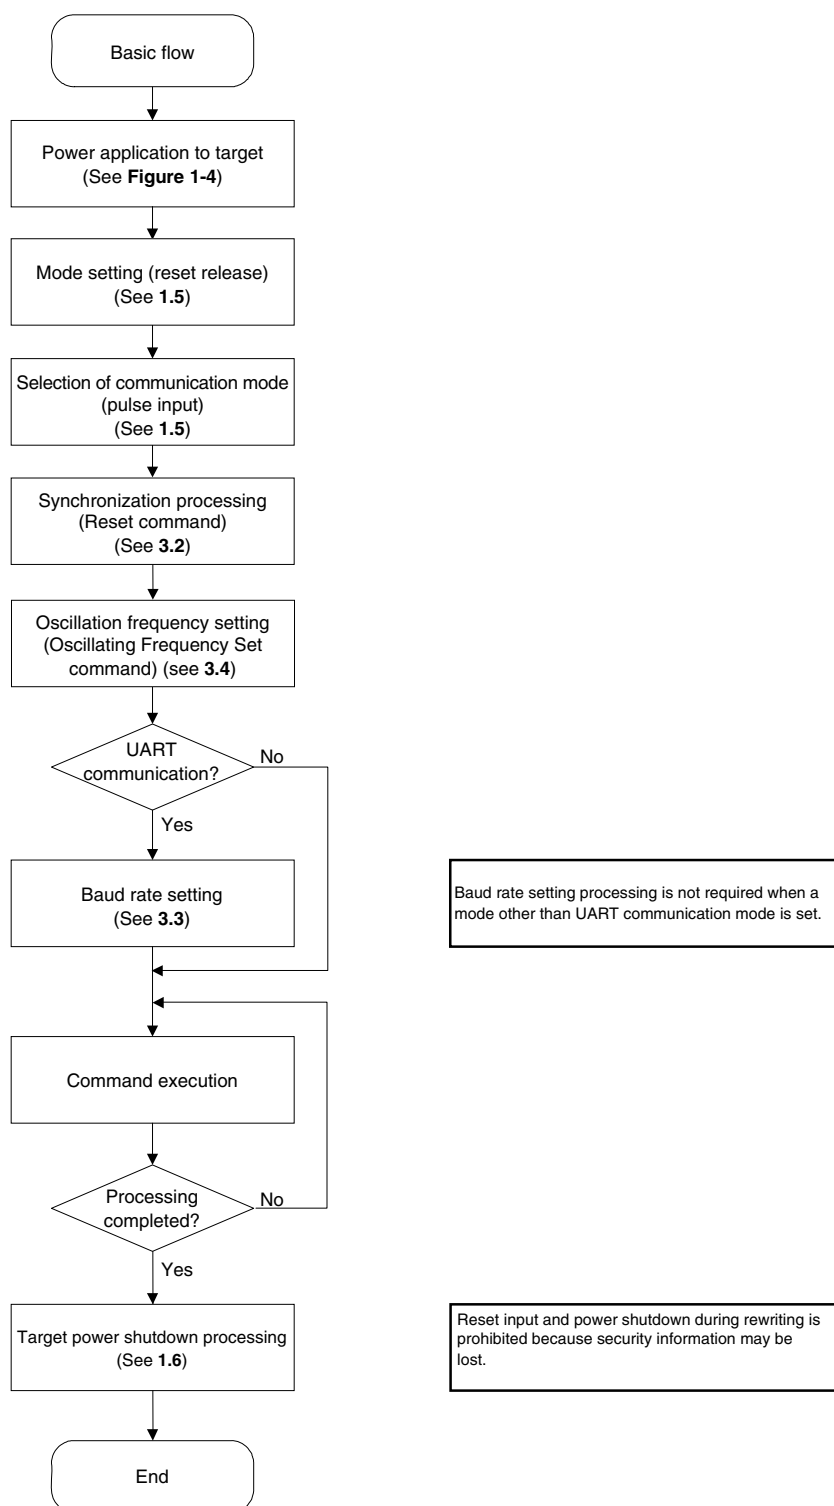 Basic flow
Power application to target
(See Figure 1-4)
Mode setting (reset release)
(See 1.5)
Selection of communication mode
(pulse input)
(See 1.5)
Synchronization processing
(Reset command)
(See 3.2)
Oscillation frequency setting
(Oscillating Frequency Set
command) (see 3.4)
UART
communication?
No
Yes
Baud rate setting
(See 3.3)
Baud rate setting processing is not required when a
mode other than UART communication mode is set.
Command execution
Processing
completed?
No
Yes
Target power shutdown processing
(See 1.6)
Reset input and power shutdown during rewriting is
prohibited because security information may be
lost.
End